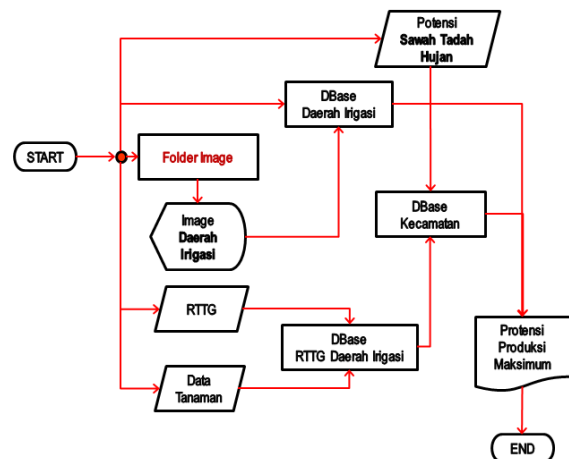 Potensi
Sawah Tadah
Hujan
DBase
Daerah Irigasi
START
Folder Image
Image
Daerah
Irigasi
DBase
Kecamatan
RTTG
DBase
RTTG Daerah Irigasi
Protensi
Produksi
Maksimum
Data
Tanaman
END